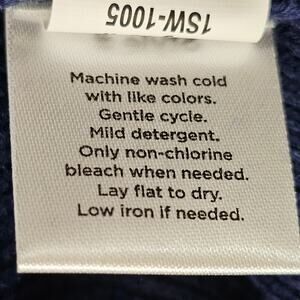 1SW-1005
Machine wash cold
with like colors.
Gentle cycle.
Mild detergent.
Only non-chlorine
bleach when needed.
Lay flat to dry.
Low iron if needed.